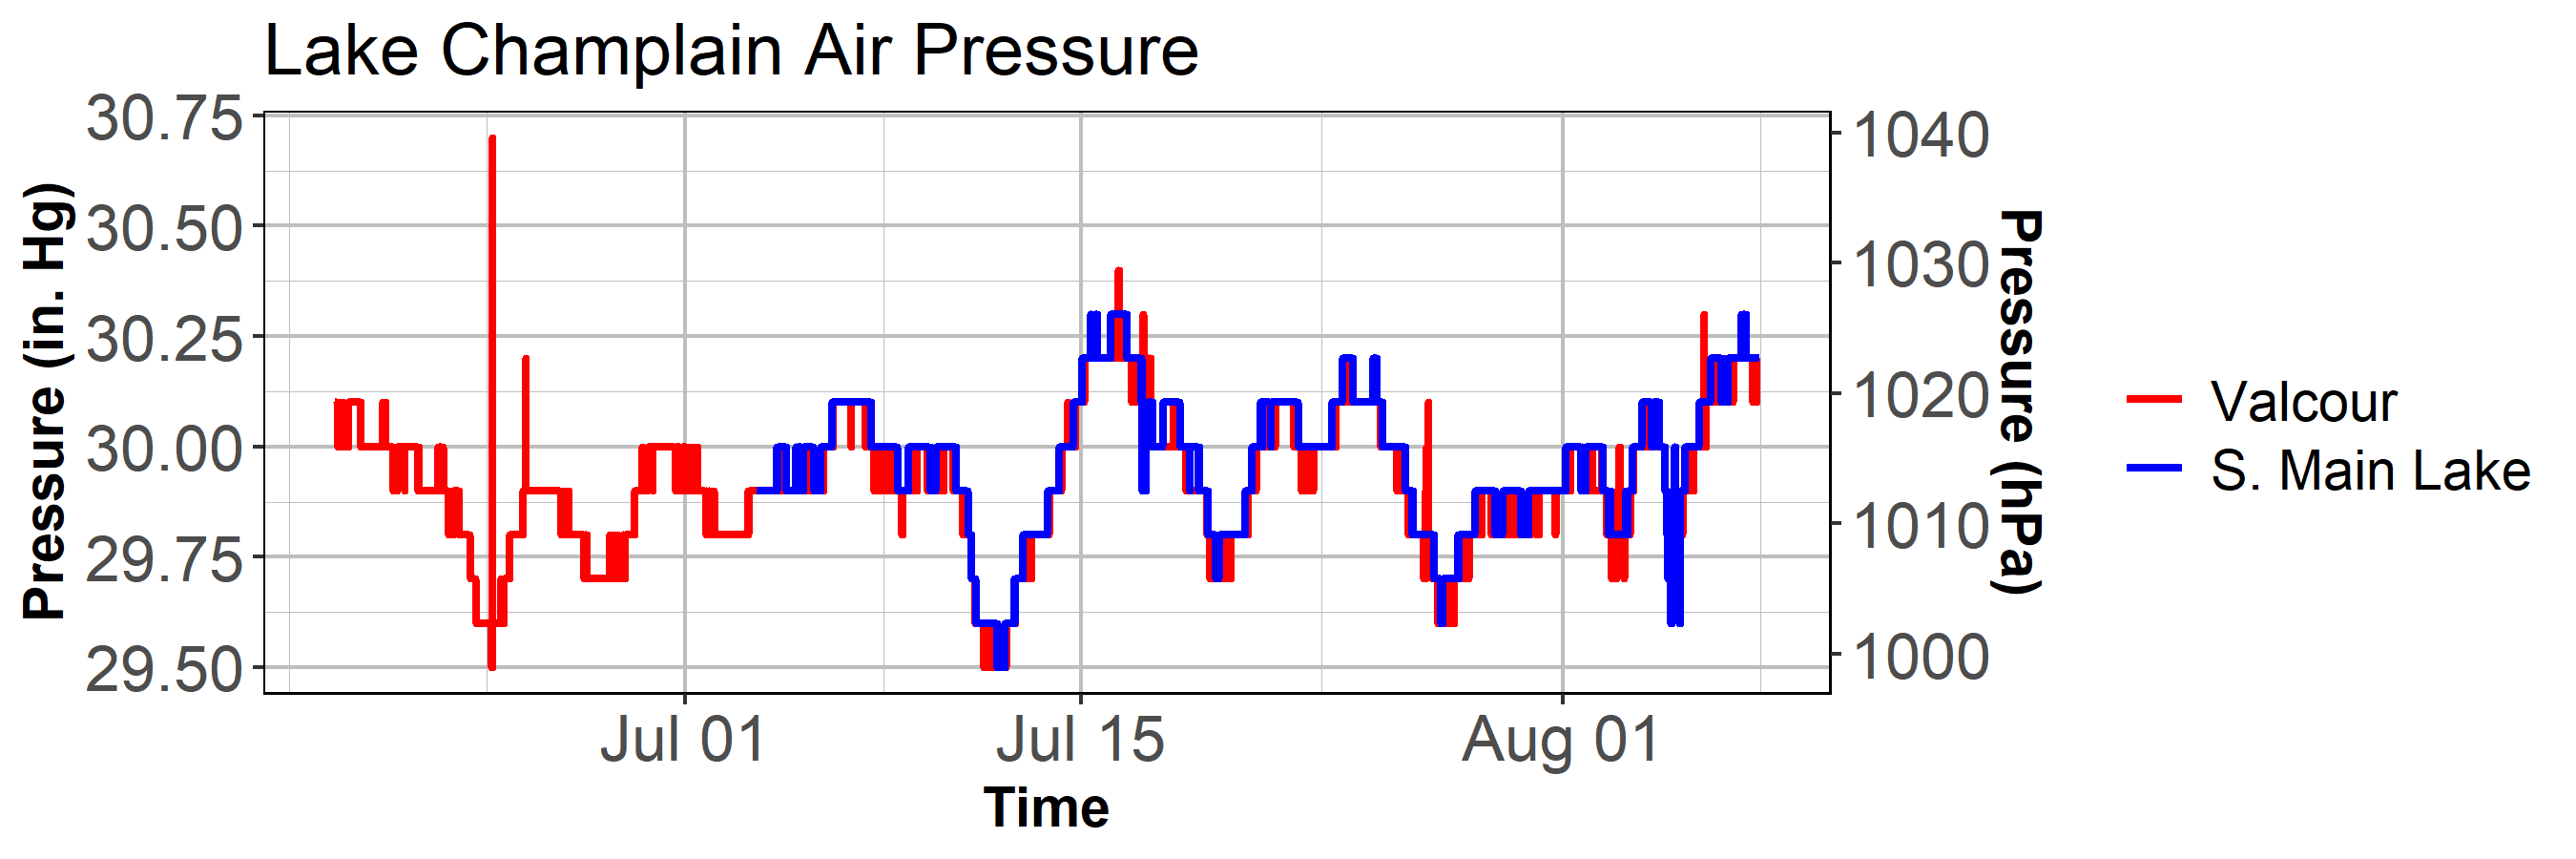 Lake Champlain Air Pressure
Pressure (in. Hg)
30.75
30.50
30.25
30.00
29.75
29.50
1040
1030
1020
1010
1000
Pressure (hPa)
Valcour
S. Main Lake
Jul 01
Jul 15
Aug 01
Time